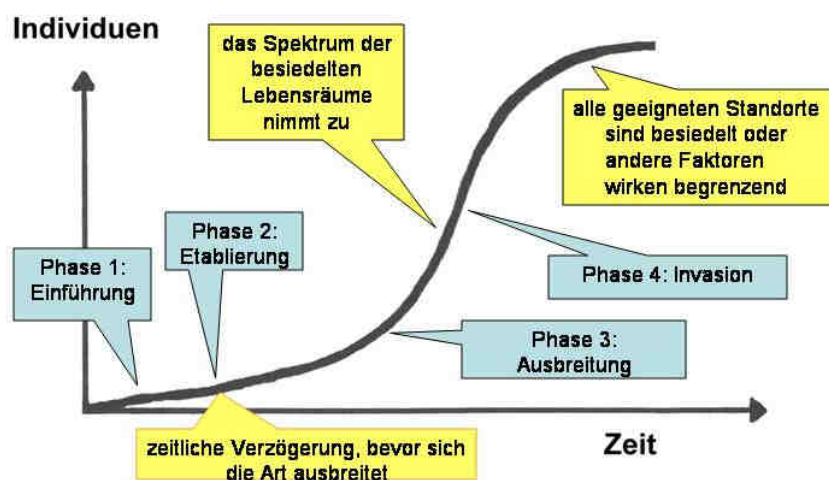 Individuen
das Spektrum der
besiedelten
Lebensräume
nimmt zu
alle geeigneten Standorte
sind besiedelt oder
andere Faktoren
wirken begrenzend
Phase 1:
Einführung
Phase 2:
Etablierung
Phase 4: Invasion
Phase 3:
Ausbreitung
zeitliche Verzögerung, bevor sich
die Art ausbreitet
Zeit